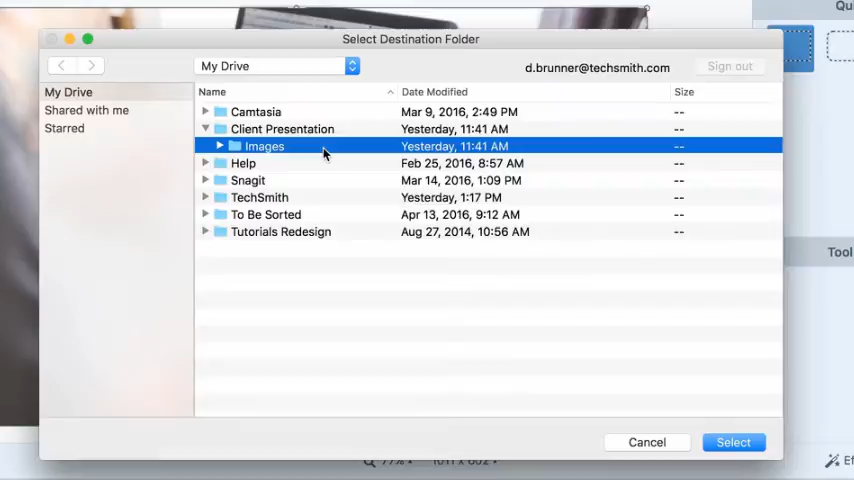 Qui
Select Destination Folder
My Drive
d.brunner@techsmith.com
Sign out
My Drive
Shared with me
Starred
Name Date Modified Size
Camtasia Mar 9, 2016, 2:49 PM --
Client Presentation Yesterday, 11:41 AM --
Images Yesterday, 11:41 AM --
Help Feb 25, 2016, 8:57 AM --
Snagit Mar 14, 2016, 1:09 PM --
TechSmith Yesterday, 1:17 PM --
To Be Sorted Apr 13, 2016, 9:12 AM --
Tutorials Redesign Aug 27, 2014, 10:56 AM --
Tool
Cancel Select
77%
Ef